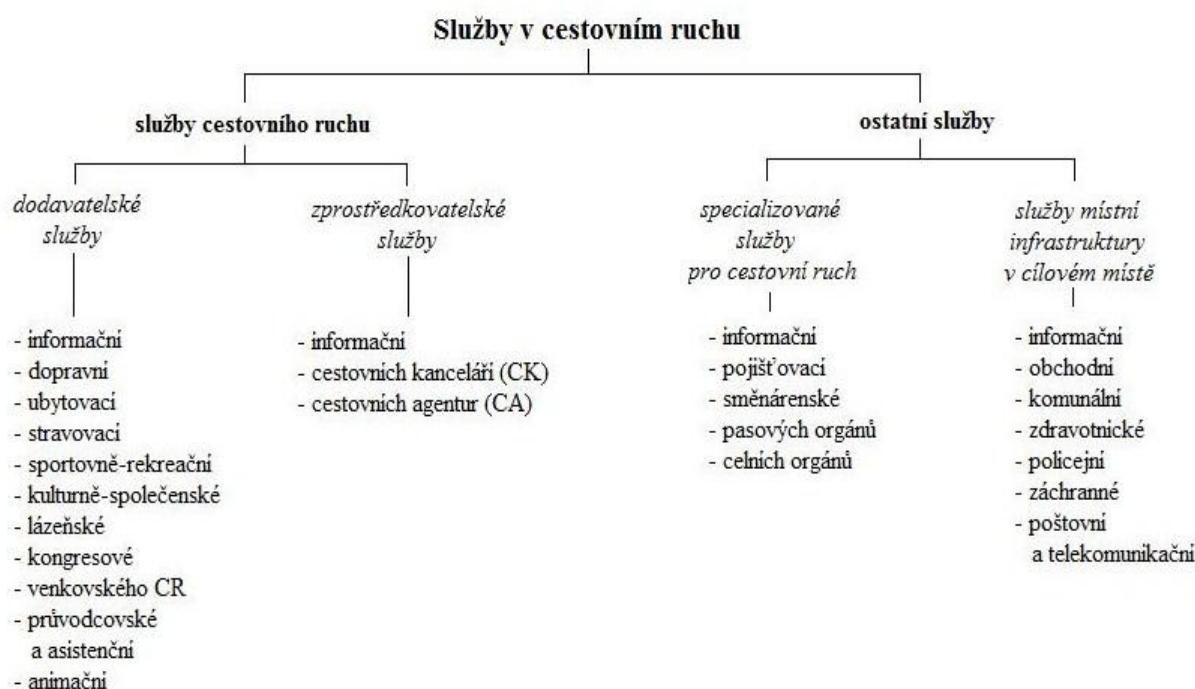 Služby v cestovním ruchu
služby cestovního ruchu
ostatní služby
dodavatelské
služby
zprostředkovatelské
služby
specializované
služby
pro cestovní ruch
služby místní
infrastruktury
v cílovém místě
- informační
- dopravní
- ubytovací
- stravovací
- sportovně-rekreační
- kulturně-společenské
- lázeňské
- kongresové
- venkovského CR
- průvodcovské
a asistenční
- animační
- informační
- cestovních kanceláří (CK)
- cestovních agentur (CA)
- informační
- pojišťovací
- směnárenské
- pasových orgánů
- celních orgánů
- informační
- obchodní
- komunální
- zdravotnické
- policejní
- záchranné
- poštovní
a telekomunikační